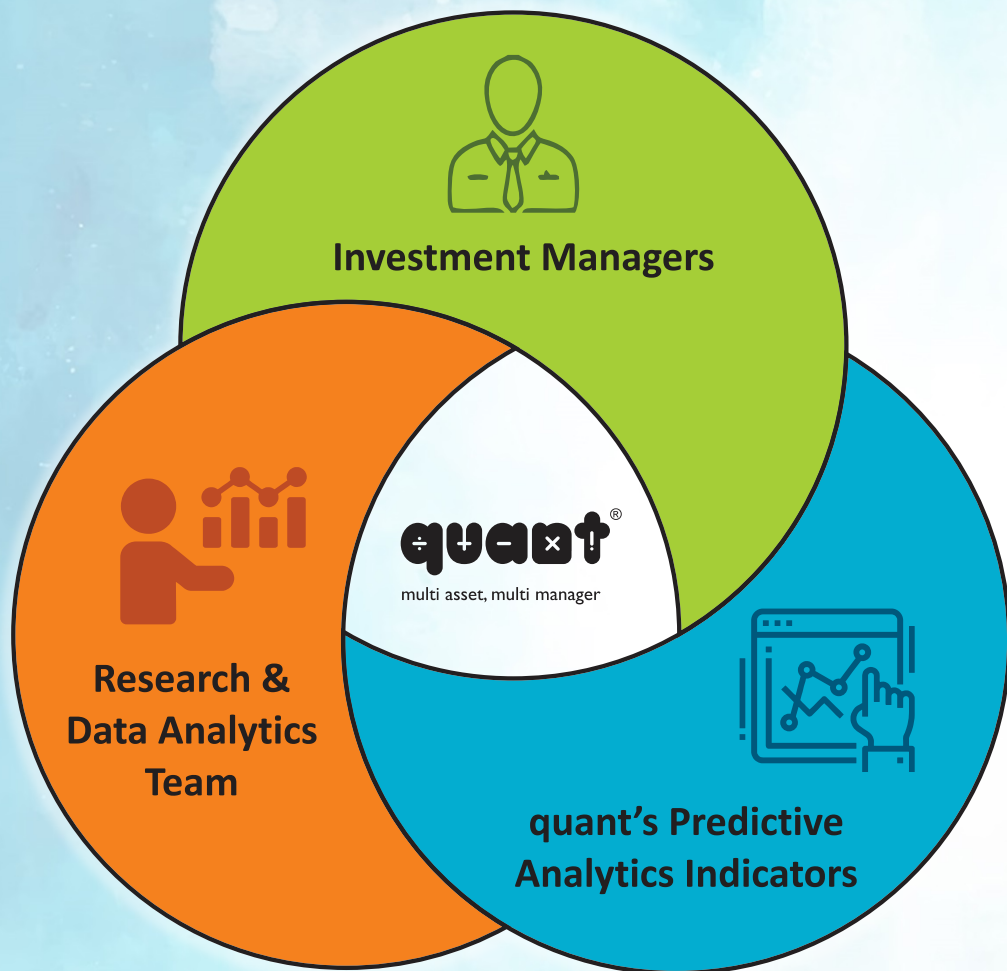 Investment Managers
quant®
multi asset, multi manager
Research &
Data Analytics
Team
quant’s Predictive
Analytics Indicators